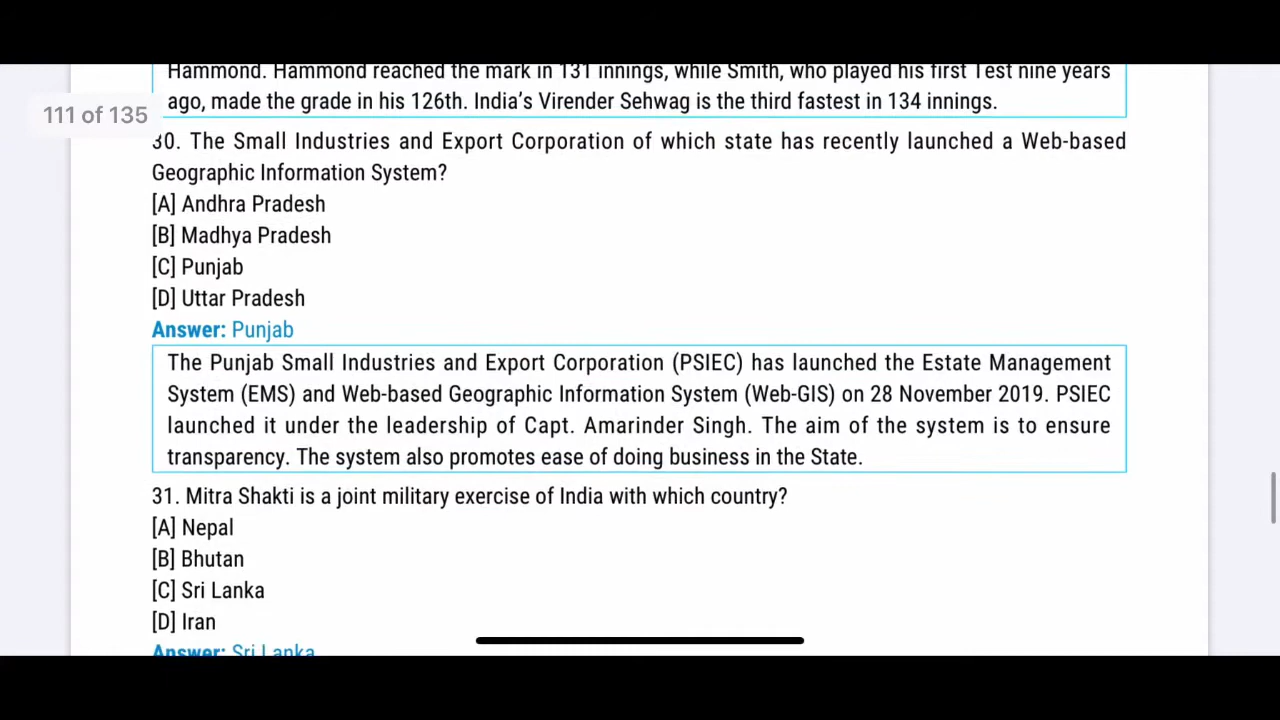 Hammond. Hammond reached the mark in 131 innings, while Smith, who played his first Test nine years
111 of 135
ago, made the grade in his 126th. India's Virender Sehwag is the third fastest in 134 innings.
30. The Small Industries and Export Corporation of which state has recently launched a Web-based
Geographic Information System?
[A] Andhra Pradesh
[B] Madhya Pradesh
[C] Punjab
[D] Uttar Pradesh
Answer: Punjab
The Punjab Small Industries and Export Corporation (PSIEC) has launched the Estate Management
System (EMS) and Web-based Geographic Information System (Web-GIS) on 28 November 2019. PSIEC
launched it under the leadership of Capt. Amarinder Singh. The aim of the system is to ensure
transparency. The system also promotes ease of doing business in the State.
31. Mitra Shakti is a joint military exercise of India with which country?
[A] Nepal
[B] Bhutan
[C] Sri Lanka
[D] Iran
Answer: Sri Lanka